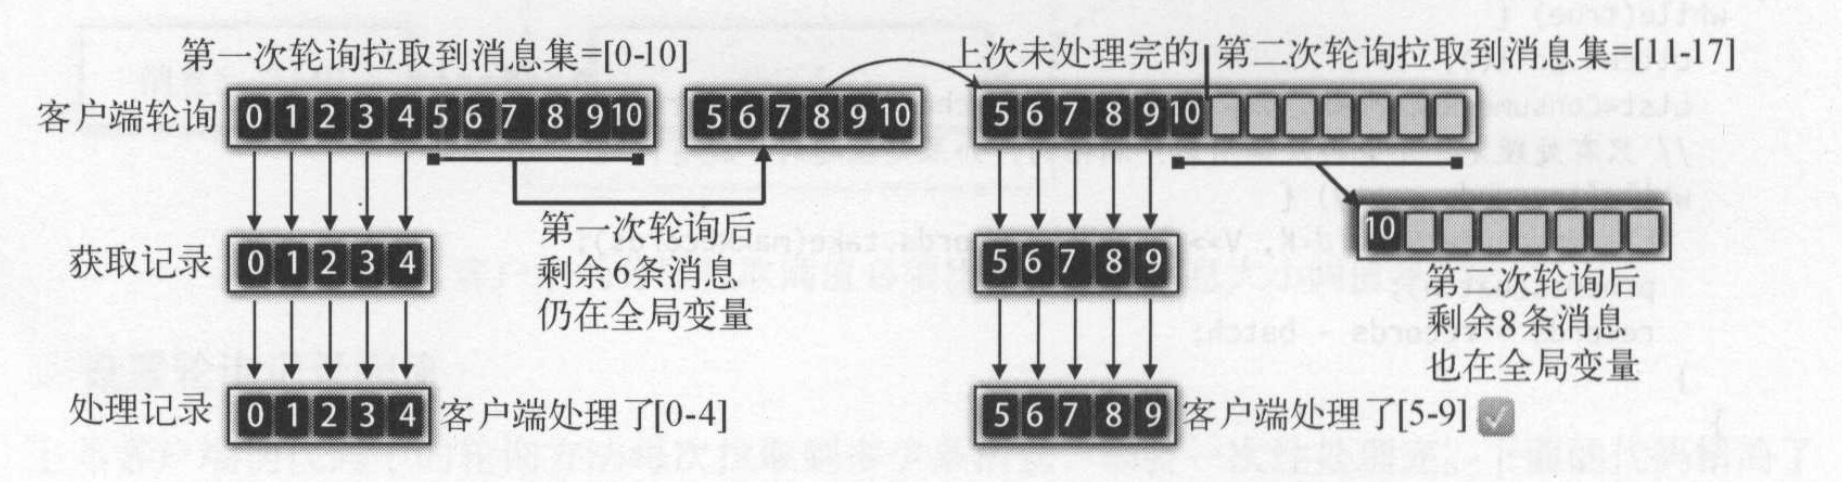 第一次轮询拉取到消息集=[0-10]
上次未处理完的
第二次轮询拉取到消息集=[11-17]
客户端轮询
0 1 2 3 4 5 6 7 8 9 10
5 6 7 8 9 10
5 6 7 8 9 10
第一次轮询后
剩余6条消息
仍在全局变量
10
第二次轮询后
剩余8条消息
也在全局变量
获取记录
0 1 2 3 4
5 6 7 8 9
处理记录
0 1 2 3 4
客户端处理了[0-4]
5 6 7 8 9
客户端处理了[5-9]